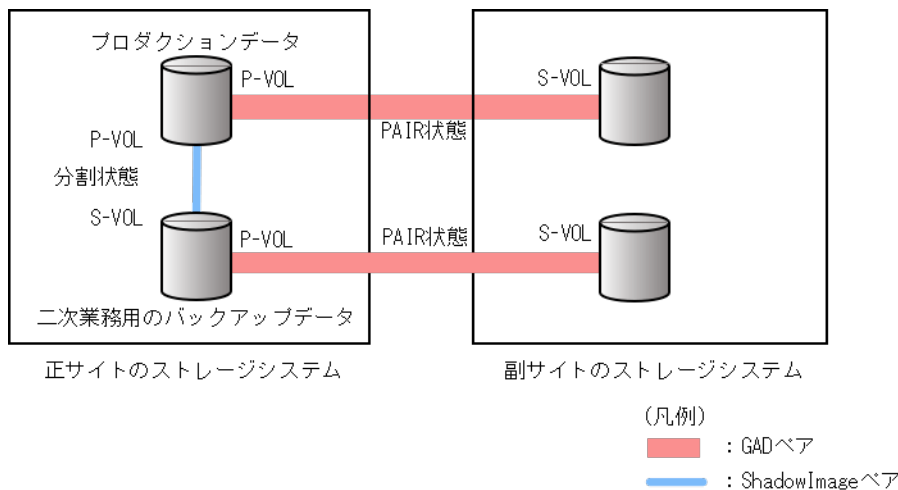 プロダクションデータ
P-VOL
S-VOL
PAIR状態
P-VOL
分割状態
S-VOL
P-VOL
PAIR状態
S-VOL
二次業務用のバックアップデータ
正サイトのストレージシステム
副サイトのストレージシステム
(凡例)
：GADペア
：ShadowImageペア